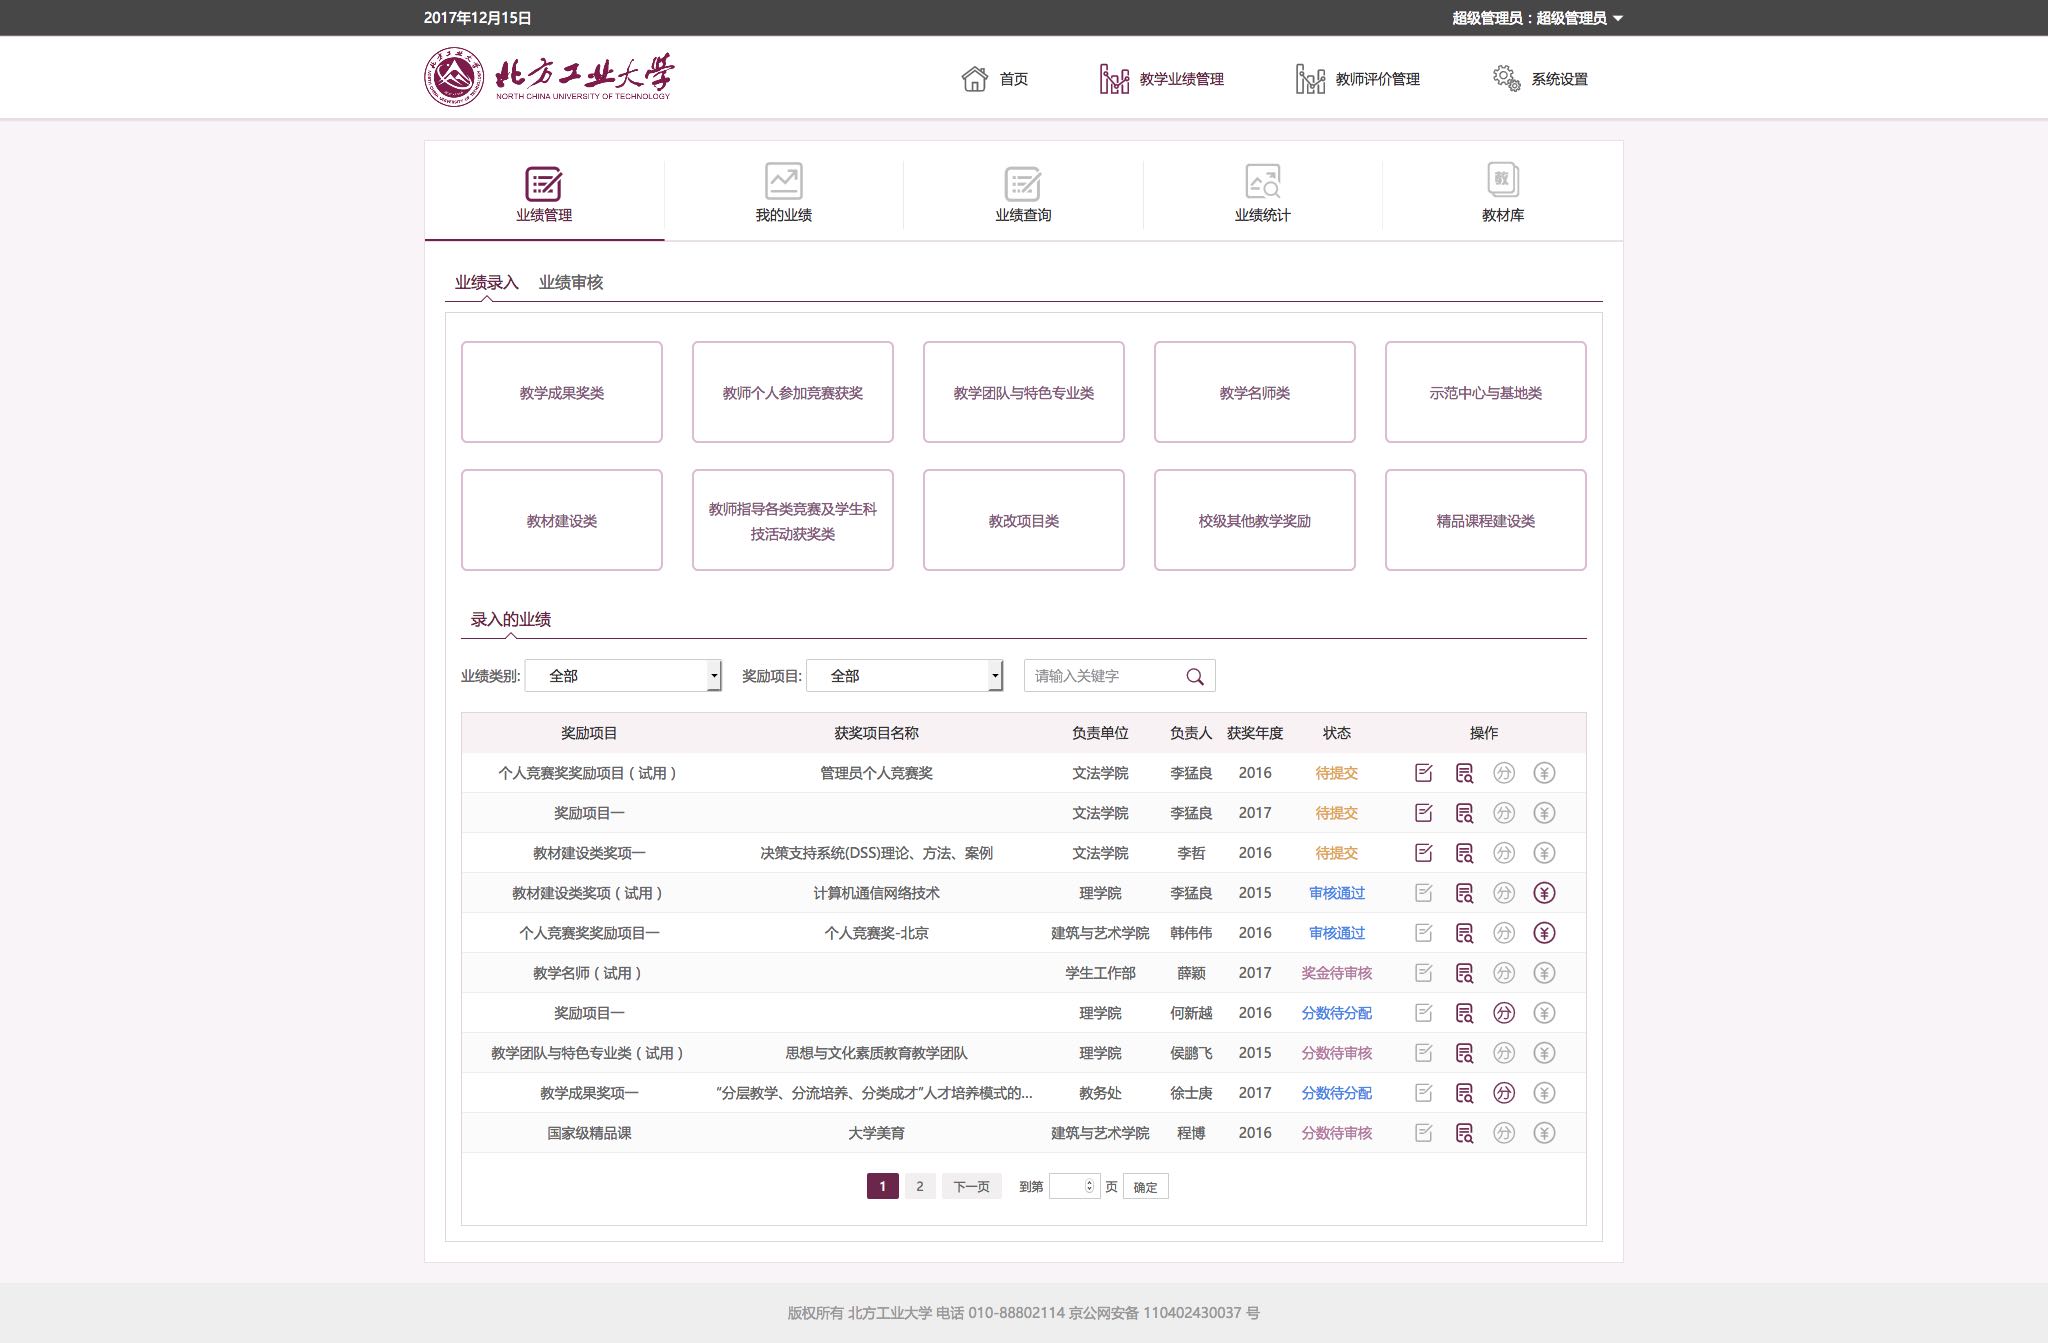 2017年12月15日
超级管理员：超级管理员
北方工业大学
NORTH CHINA UNIVERSITY OF TECHNOLOGY
首页
教学业绩管理
教师评价管理
系统设置
业绩管理
我的业绩
业绩查询
业绩统计
教
教材库
业绩录入 业绩审核
教学成果奖类
教师个人参加竞赛获奖
教学团队与特色专业类
教学名师类
示范中心与基地类
教材建设类
教师指导各类竞赛及学生科
技活动获奖类
教改项目类
校级其他教学奖励
精品课程建设类
录入的业绩
业绩类别: 全部 奖励项目: 全部 请输入关键字
奖励项目 获奖项目名称 负责单位 负责人 获奖年度 状态 操作
个人竞赛奖奖励项目（试用） 管理员个人竞赛奖 文法学院 李猛良 2016 待提交 分 ¥
奖励项目一 文法学院 李猛良 2017 待提交 分 ¥
教材建设类奖项一 决策支持系统(DSS)理论、方法、案例 文法学院 李哲 2016 待提交 分 ¥
教材建设类奖项（试用） 计算机通信网络技术 理学院 李猛良 2015 审核通过 分 ¥
个人竞赛奖奖励项目一 个人竞赛奖-北京 建筑与艺术学院 韩伟伟 2016 审核通过 分 ¥
教学名师（试用） 学生工作部 薛颖 2017 奖金待审核 分 ¥
奖励项目一 理学院 何新越 2016 分数待分配 分 ¥
教学团队与特色专业类（试用） 思想与文化素质教育教学团队 理学院 侯鹏飞 2015 分数待审核 分 ¥
教学成果奖项一 “分层教学、分流培养、分类成才”人才培养模式的... 教务处 徐士庚 2017 分数待分配 分 ¥
国家级精品课 大学美育 建筑与艺术学院 程博 2016 分数待审核 分 ¥
1 2 下一页 到第 页 确定
版权所有 北方工业大学 电话 010-88802114 京公网安备 110402430037 号